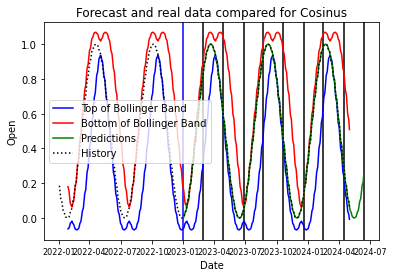 Forecast and real data compared for Cosinus
1.0
0.8
0.6
0.4
0.2
0.0
Open
Top of Bollinger Band
Bottom of Bollinger Band
Predictions
History
2022-01 2022-04 2022-07 2022-10 2023-01 2023-04 2023-07 2023-10 2024-01 2024-04 2024-07
Date